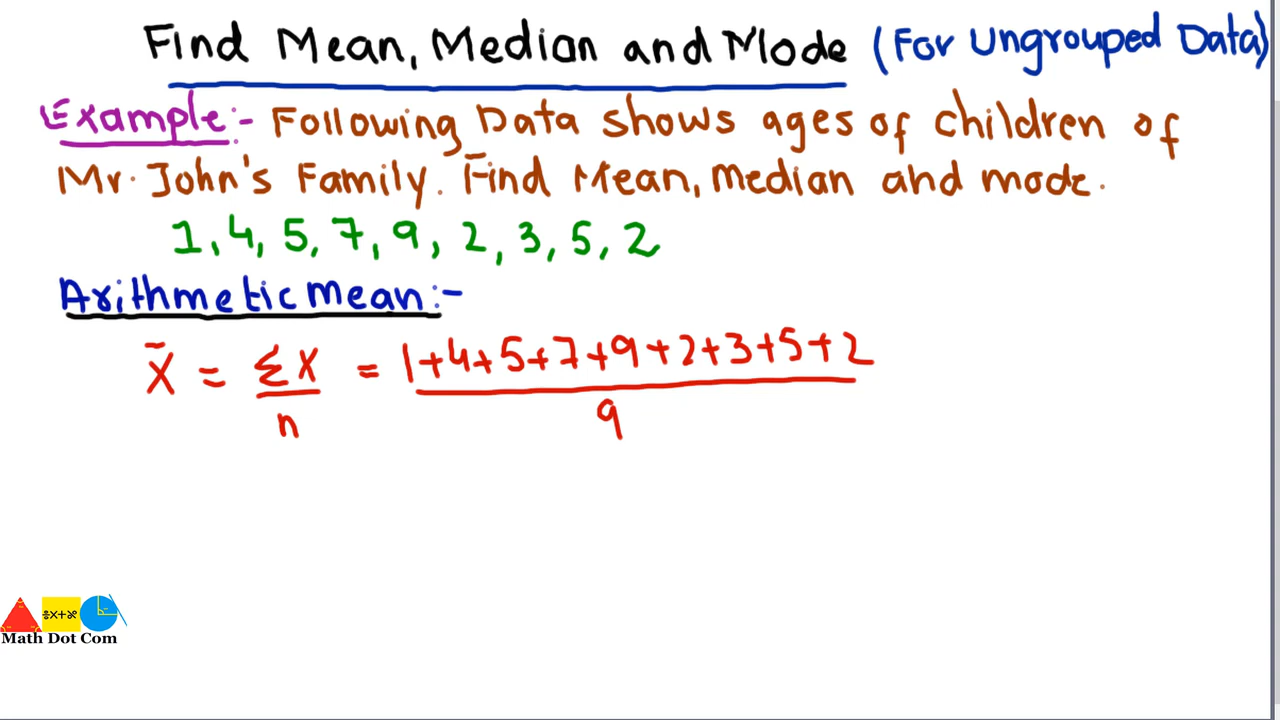 Find Mean, Median and Mode (For Ungrouped Data)
Example:- Following Data shows ages of children of
Mr. John's Family. Find Mean, median and mode.
1, 4, 5, 7, 9, 2, 3, 5, 2
Arithmetic mean:-
X̄ = ΣX / n = 1+4+5+7+9+2+3+5+2 / 9
Math Dot Com